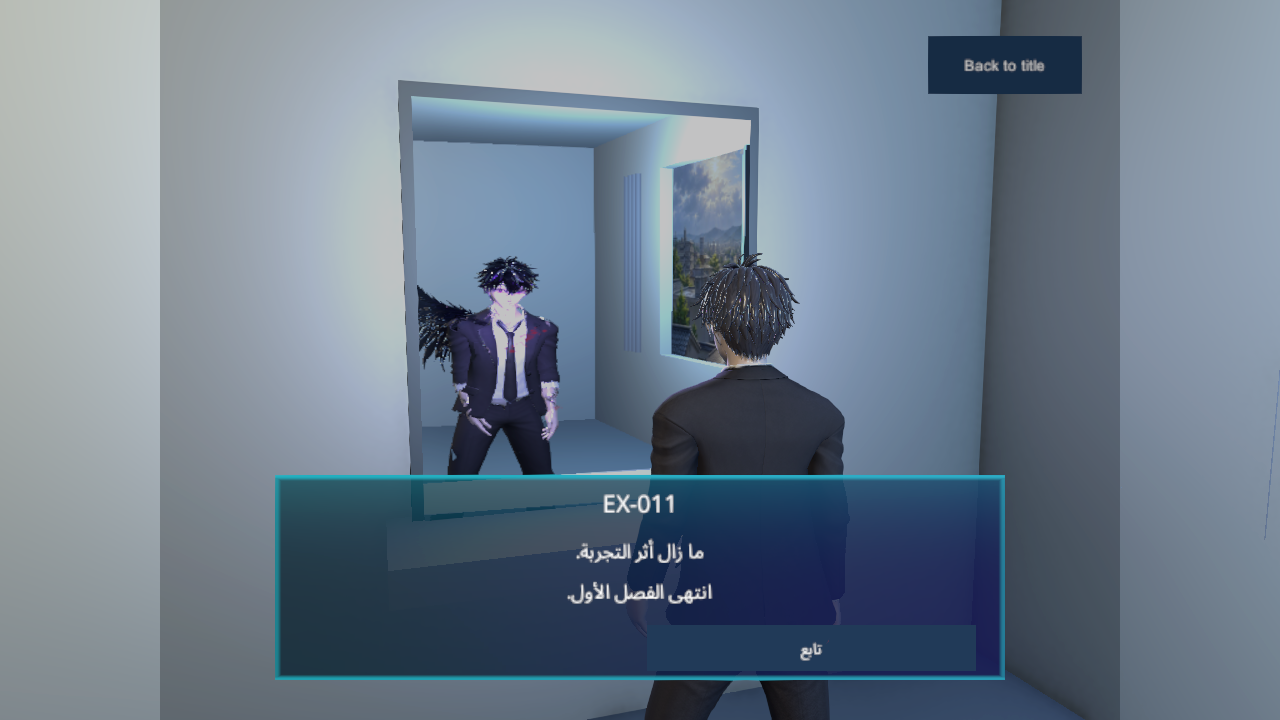 Back to title
EX-011
ما زال أثر التجربة.
انتهى الفصل الأول.
تابع